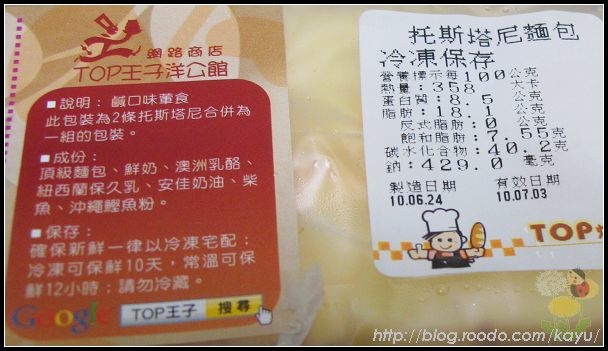 網路商店
TOP王子洋公館
■說明： 鹹口味葷食
此包裝為2條托斯塔尼合併為
一組的包裝。
■成份：
頂級麵包、鮮奶、澳洲乳酪、
紐西蘭保久乳、安佳奶油、柴
魚、沖繩鰹魚粉。
■保存：
確保新鮮一律以冷凍宅配；
冷凍可保鮮10天，常溫可保
鮮12小時；請勿冷藏。
Google TOP王子 搜尋
托斯塔尼麵包
冷凍保存
營養標示每100公克
熱量：358 大卡
蛋白質：8.5 公克
脂肪：18.1 公克
反式脂肪：0 公克
飽和脂肪：7.55克
碳水化合物：40.2克
鈉：429.0 毫克
製造日期 有效日期
10.06.24 10.07.03
TOP
http://blog.roodo.com/kayu/